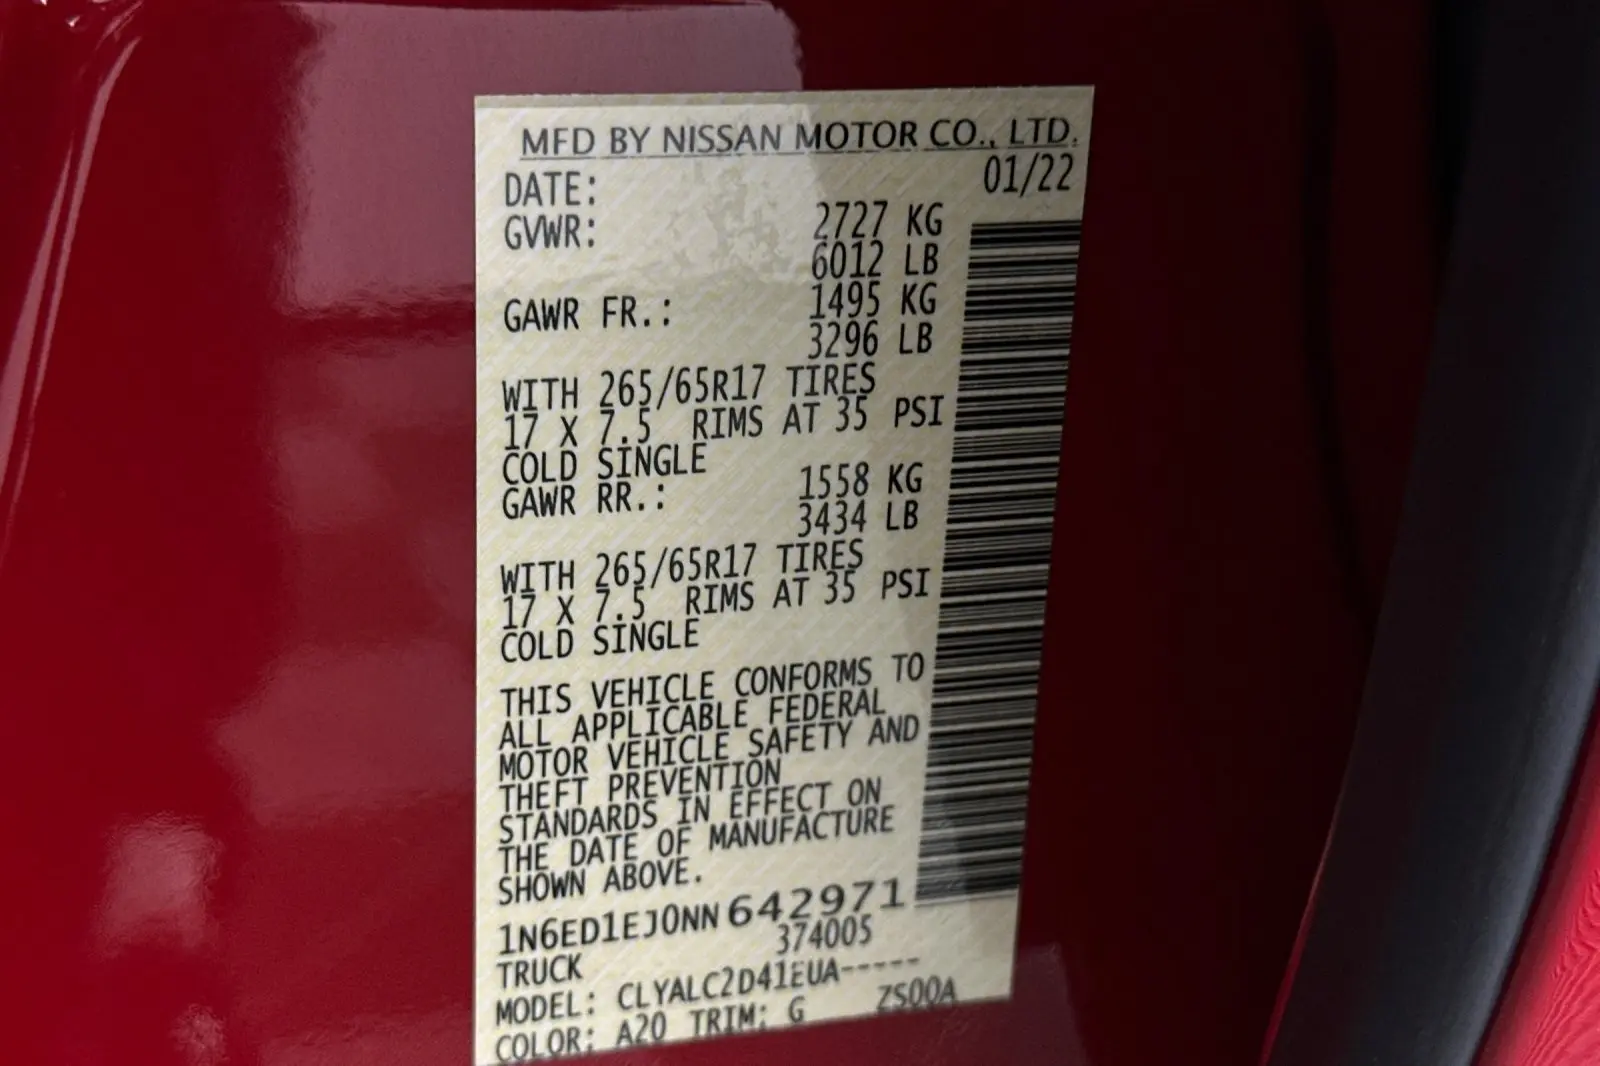 MFD BY NISSAN MOTOR CO., LTD.
DATE: 01/22
GVWR: 2727 KG
6012 LB
GAWR FR.: 1495 KG
3296 LB
WITH 265/65R17 TIRES
17 X 7.5 RIMS AT 35 PSI
COLD SINGLE
GAWR RR.: 1558 KG
3434 LB
WITH 265/65R17 TIRES
17 X 7.5 RIMS AT 35 PSI
COLD SINGLE
THIS VEHICLE CONFORMS TO
ALL APPLICABLE FEDERAL
MOTOR VEHICLE SAFETY AND
THEFT PREVENTION
STANDARDS IN EFFECT ON
THE DATE OF MANUFACTURE
SHOWN ABOVE.
1N6ED1EJ0NN642971
374005
TRUCK
MODEL: CLYALC2D41EUA-----
COLOR: A20 TRIM: G ZS00A